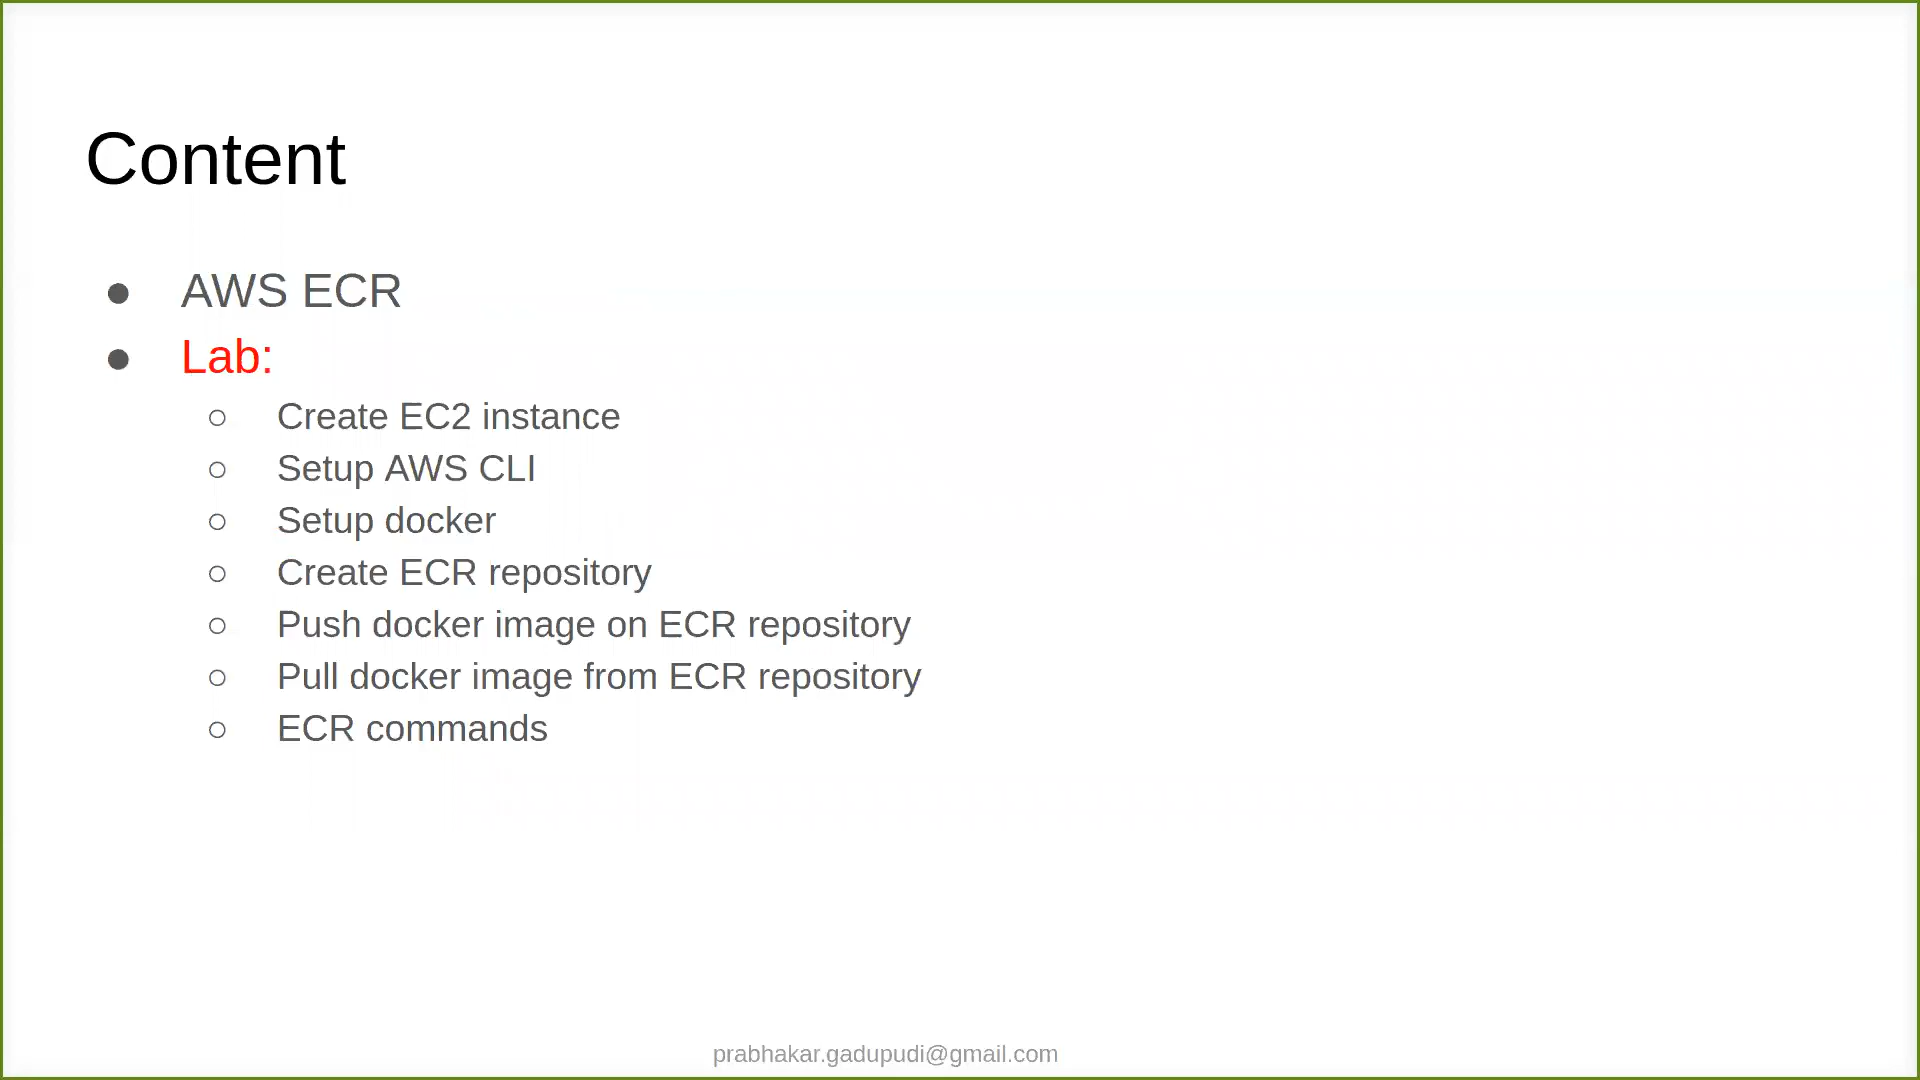 Content
● AWS ECR
● Lab:
○ Create EC2 instance
○ Setup AWS CLI
○ Setup docker
○ Create ECR repository
○ Push docker image on ECR repository
○ Pull docker image from ECR repository
○ ECR commands
prabhakar.gadupudi@gmail.com